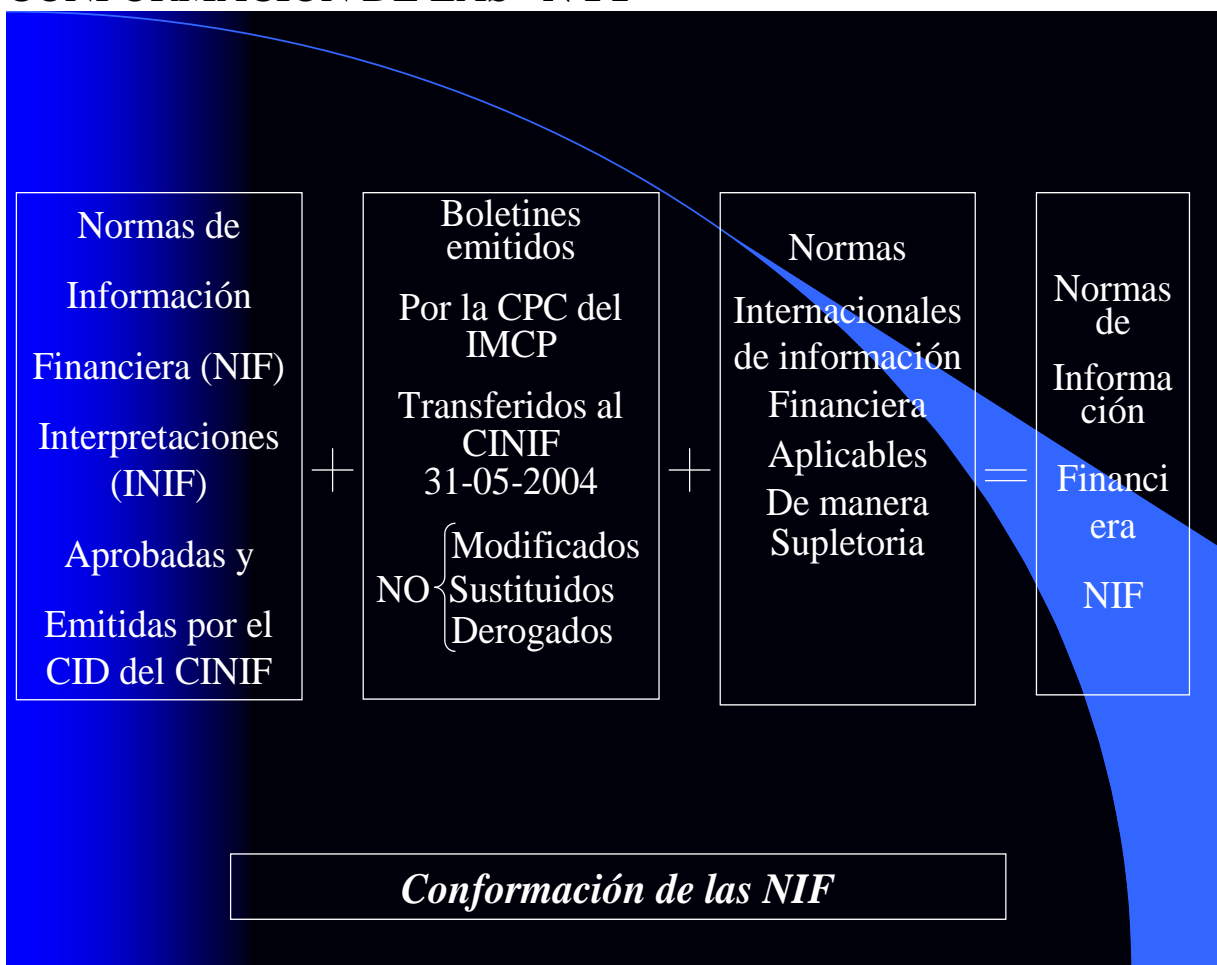 Normas de
Información
Financiera (NIF)
Interpretaciones
(INIF)
Aprobadas y
Emitidas por el
CID del CINIF
+
Boletines
emitidos
Por la CPC del
IMCP
Transferidos al
CINIF
31-05-2004
NO { Modificados
Sustituidos
Derogados
+
Normas
Internacionales
de información
Financiera
Aplicables
De manera
Supletoria
=
Normas
de
Informa
ción
Financi
era
NIF
Conformación de las NIF